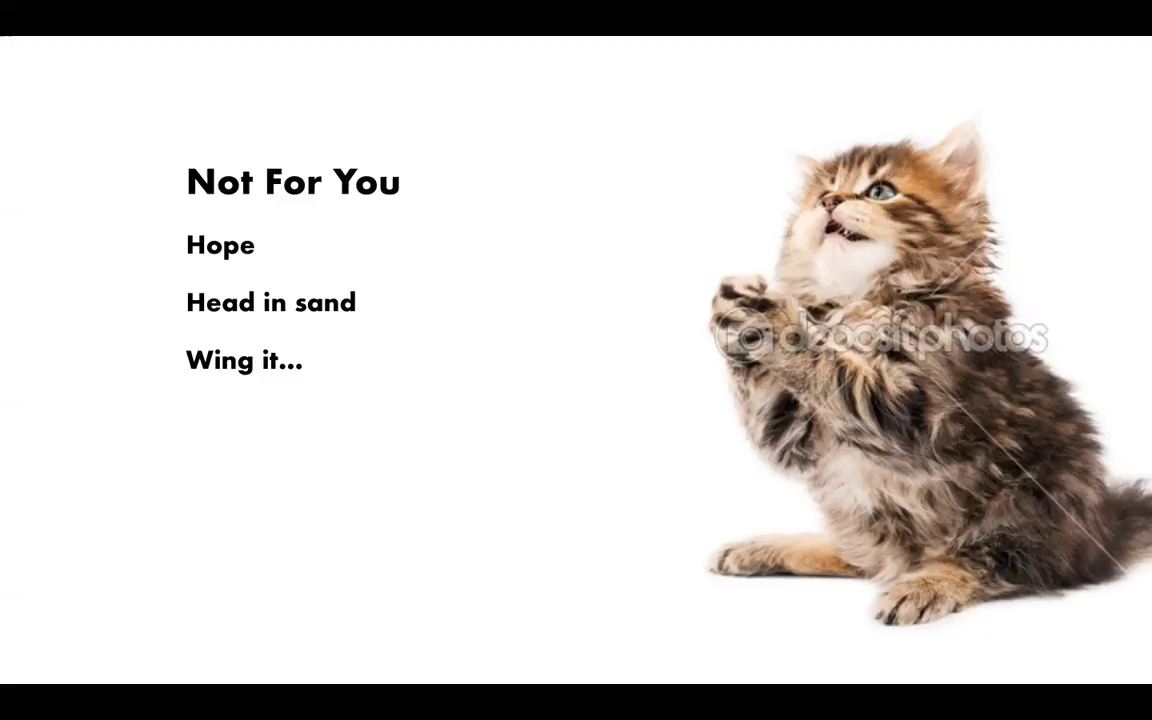 Not For You
Hope
Head in sand
Wing it...
depositphotos